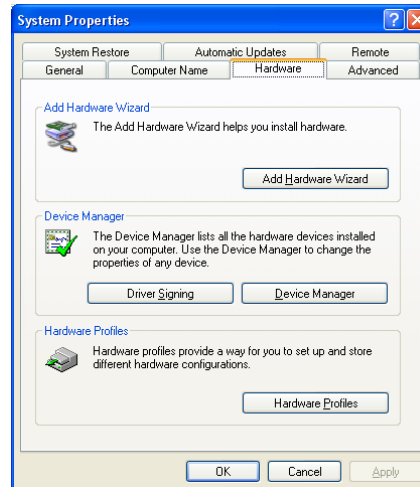 System Properties
System Restore Automatic Updates Remote
General Computer Name Hardware Advanced
Add Hardware Wizard
The Add Hardware Wizard helps you install hardware.
Add Hardware Wizard
Device Manager
The Device Manager lists all the hardware devices installed
on your computer. Use the Device Manager to change the
properties of any device.
Driver Signing Device Manager
Hardware Profiles
Hardware profiles provide a way for you to set up and store
different hardware configurations.
Hardware Profiles
OK Cancel Apply